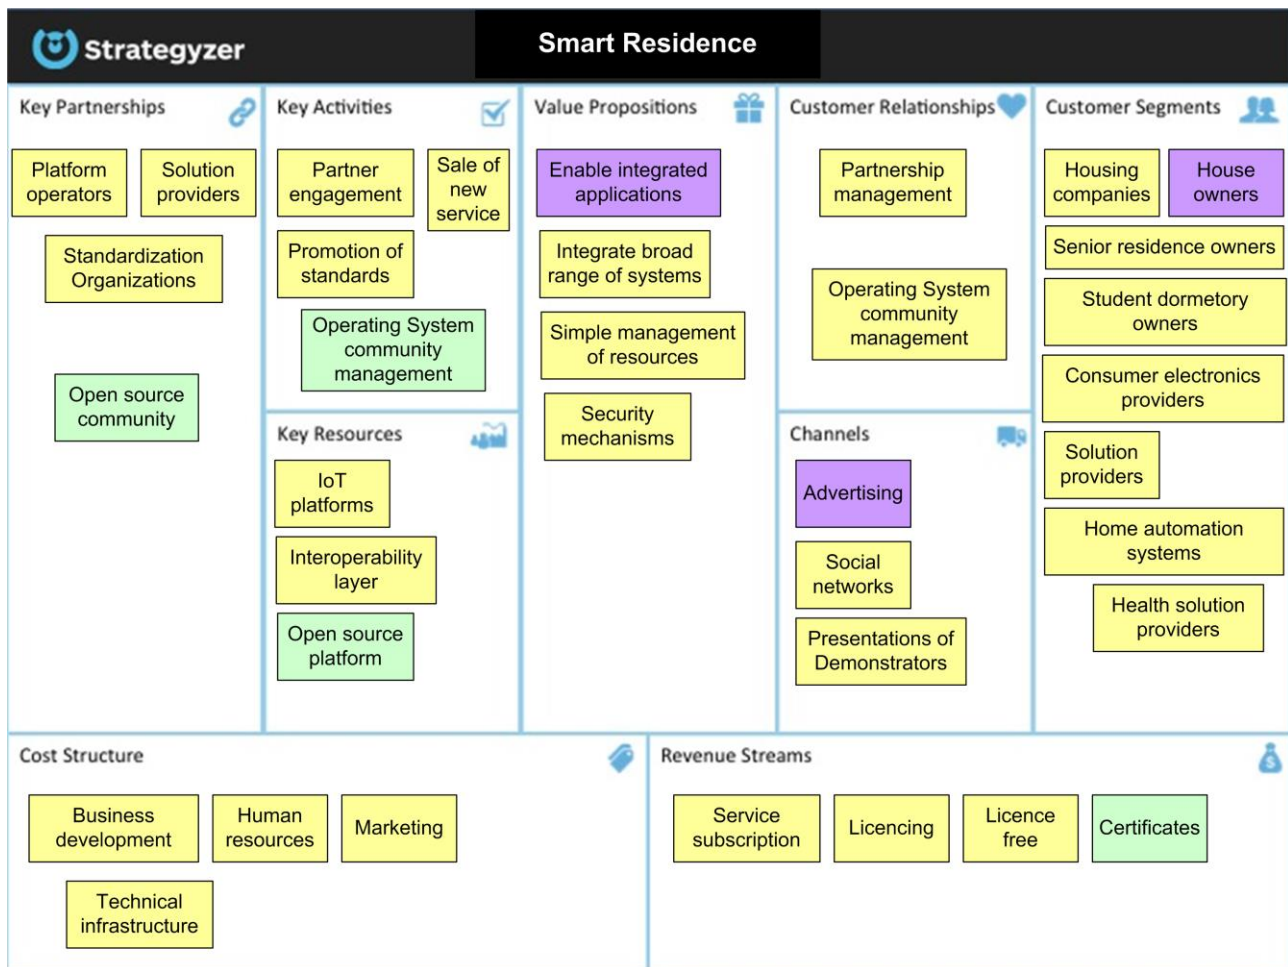 Strategyzer
Smart Residence
Key Partnerships
Platform
operators
Solution
providers
Standardization
Organizations
Open source
community
Key Activities
Partner
engagement
Sale of
new
service
Promotion of
standards
Operating System
community
management
Key Resources
IoT
platforms
Interoperability
layer
Open source
platform
Value Propositions
Enable integrated
applications
Integrate broad
range of systems
Simple management
of resources
Security
mechanisms
Customer Relationships
Partnership
management
Operating System
community
management
Channels
Advertising
Social
networks
Presentations of
Demonstrators
Customer Segments
Housing
companies
House
owners
Senior residence owners
Student dormetory
owners
Consumer electronics
providers
Solution
providers
Home automation
systems
Health solution
providers
Cost Structure
Business
development
Human
resources
Marketing
Technical
infrastructure
Revenue Streams
Service
subscription
Licencing
Licence
free
Certificates